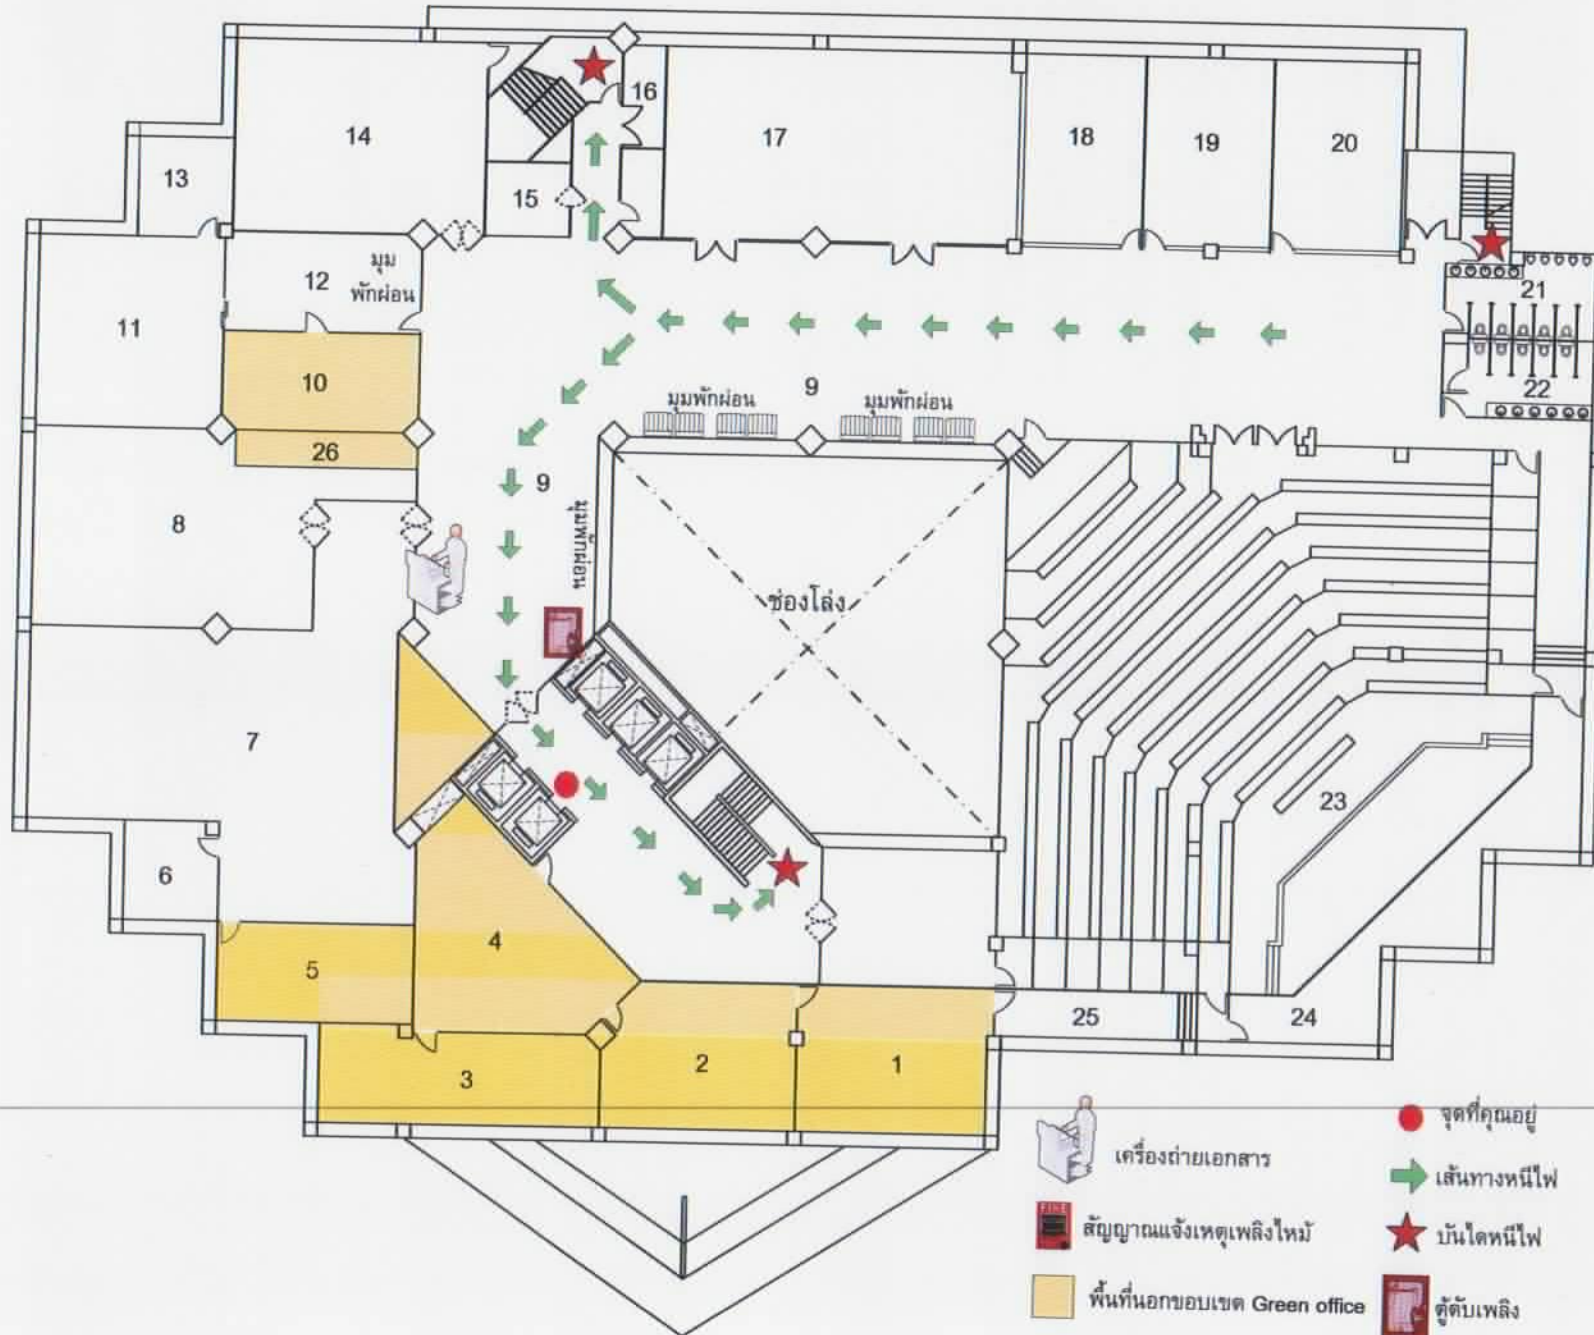 14
16
17
18
19
20
13
15
12
มุม
พักผ่อน
21
11
10
9
22
มุมพักผ่อน
มุมพักผ่อน
26
9
8
มุมพักผ่อน
ช่องโล่ง
7
23
6
4
5
25
24
3
2
1
เครื่องถ่ายเอกสาร
จุดที่คุณอยู่
เส้นทางหนีไฟ
FIRE
สัญญาณแจ้งเหตุเพลิงไหม้
บันไดหนีไฟ
พื้นที่นอกขอบเขต Green office
ตู้ดับเพลิง